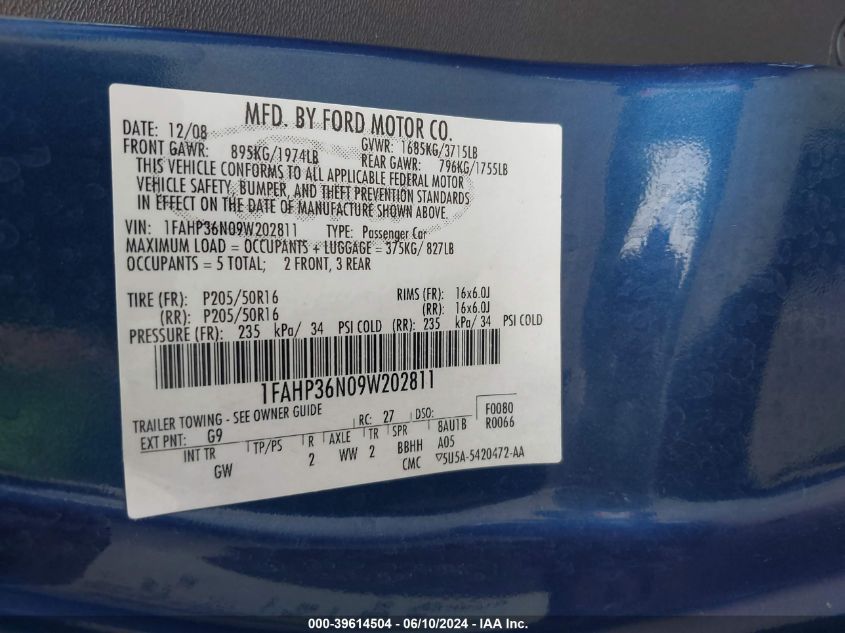 MFD. BY FORD MOTOR CO.
DATE: 12/08 GVWR: 1685KG/3715LB
FRONT GAWR: 895KG/1974LB REAR GAWR: 796KG/1755LB
THIS VEHICLE CONFORMS TO ALL APPLICABLE FEDERAL MOTOR
VEHICLE SAFETY, BUMPER, AND THEFT PREVENTION STANDARDS
IN EFFECT ON THE DATE OF MANUFACTURE SHOWN ABOVE.
VIN: 1FAHP36N09W202811 TYPE: Passenger Car
MAXIMUM LOAD = OCCUPANTS + LUGGAGE = 375KG/ 827LB
OCCUPANTS = 5 TOTAL; 2 FRONT, 3 REAR
TIRE (FR): P205/50R16 RIMS (FR): 16x6.0J
(RR): P205/50R16 (RR): 16x6.0J
PRESSURE (FR): 235 kPa/ 34 PSI COLD (RR): 235 kPa/ 34 PSI COLD
1FAHP36N09W202811
TRAILER TOWING - SEE OWNER GUIDE
EXT PNT: G9 RC: 27 DSO: F0080
R0066
INT TR TP/PS R AXLE TR SPR 8AU1B
GW 2 WW 2 BBHH A05
CMC 5U5A-5420472-AA
000-39614504 - 06/10/2024 - IAAI.COM